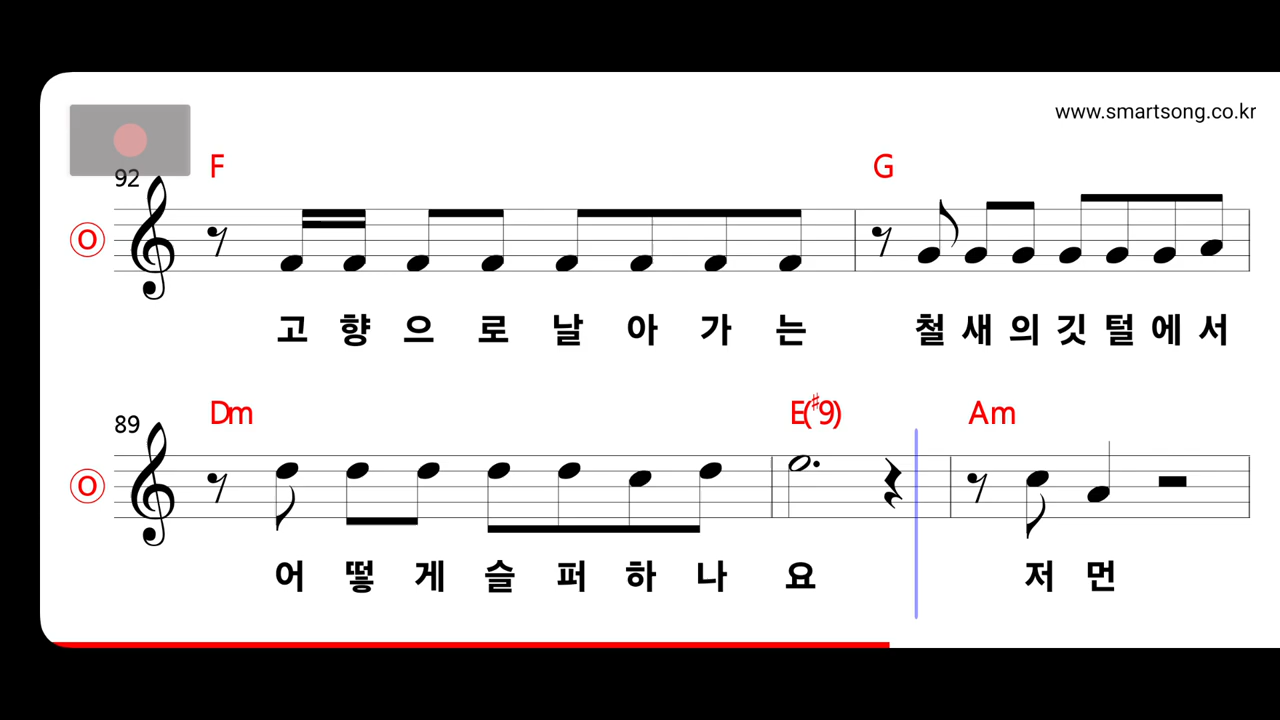 www.smartsong.co.kr
92 F G
O
고 향 으 로 날 아 가 는 철 새 의 깃 털 에 서
89 Dm E(♯9) Am
O
어 떻 게 슬 퍼 하 나 요 저 먼